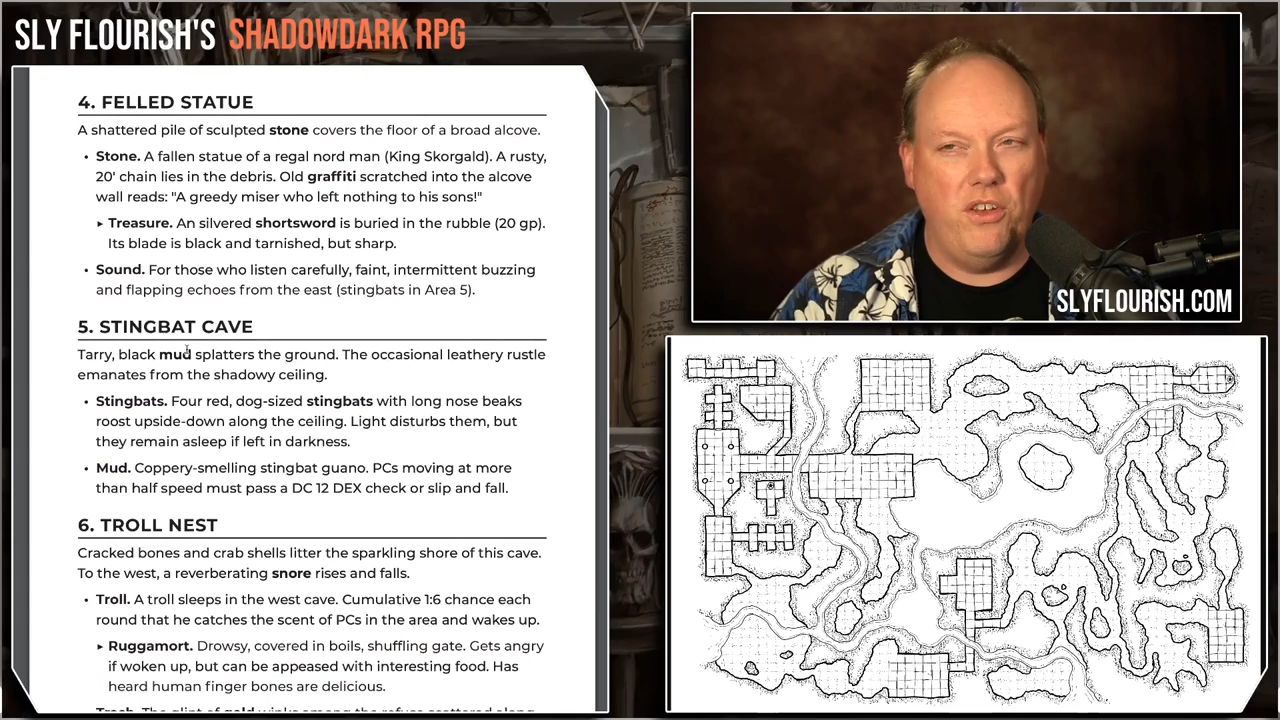 SLY FLOURISH'S SHADOWDARK RPG
4. FELLED STATUE
A shattered pile of sculpted stone covers the floor of a broad alcove.
• Stone. A fallen statue of a regal nord man (King Skorgald). A rusty,
20' chain lies in the debris. Old graffiti scratched into the alcove
wall reads: "A greedy miser who left nothing to his sons!"
▸ Treasure. An silvered shortsword is buried in the rubble (20 gp).
Its blade is black and tarnished, but sharp.
• Sound. For those who listen carefully, faint, intermittent buzzing
and flapping echoes from the east (stingbats in Area 5).
5. STINGBAT CAVE
Tarry, black mud splatters the ground. The occasional leathery rustle
emanates from the shadowy ceiling.
• Stingbats. Four red, dog-sized stingbats with long nose beaks
roost upside-down along the ceiling. Light disturbs them, but
they remain asleep if left in darkness.
• Mud. Coppery-smelling stingbat guano. PCs moving at more
than half speed must pass a DC 12 DEX check or slip and fall.
6. TROLL NEST
Cracked bones and crab shells litter the sparkling shore of this cave.
To the west, a reverberating snore rises and falls.
• Troll. A troll sleeps in the west cave. Cumulative 1:6 chance each
round that he catches the scent of PCs in the area and wakes up.
▸ Ruggamort. Drowsy, covered in boils, shuffling gate. Gets angry
if woken up, but can be appeased with interesting food. Has
heard human finger bones are delicious.
SLYFLOURISH.COM